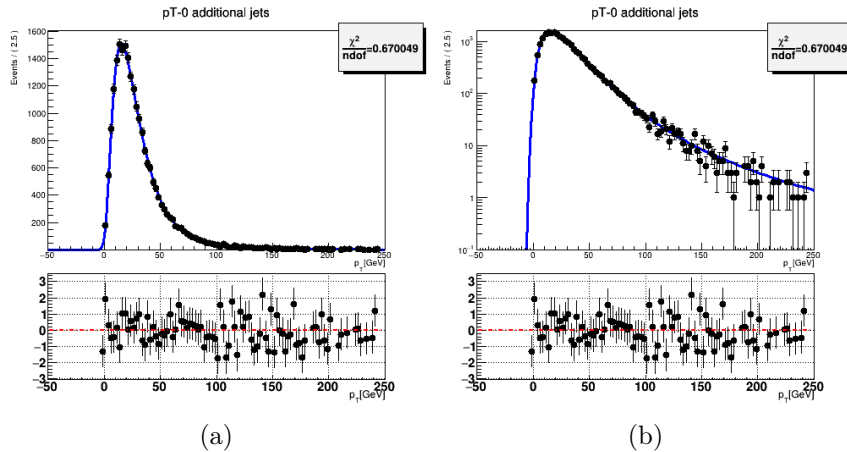 pT-0 additional jets
χ²
ndof =0.670049
Events / ( 2.5 )
1600
1400
1200
1000
800
600
400
200
−50 0 50 100 150 200 250
p_T[GeV]
3
2
1
0
−1
−2
−3
−50 0 50 100 150 200 250
p_T[GeV]
(a)
pT-0 additional jets
χ²
ndof =0.670049
Events / ( 2.5 )
10³
10²
10
1
10⁻¹
−50 0 50 100 150 200 250
p_T[GeV]
3
2
1
0
−1
−2
−3
−50 0 50 100 150 200 250
p_T[GeV]
(b)